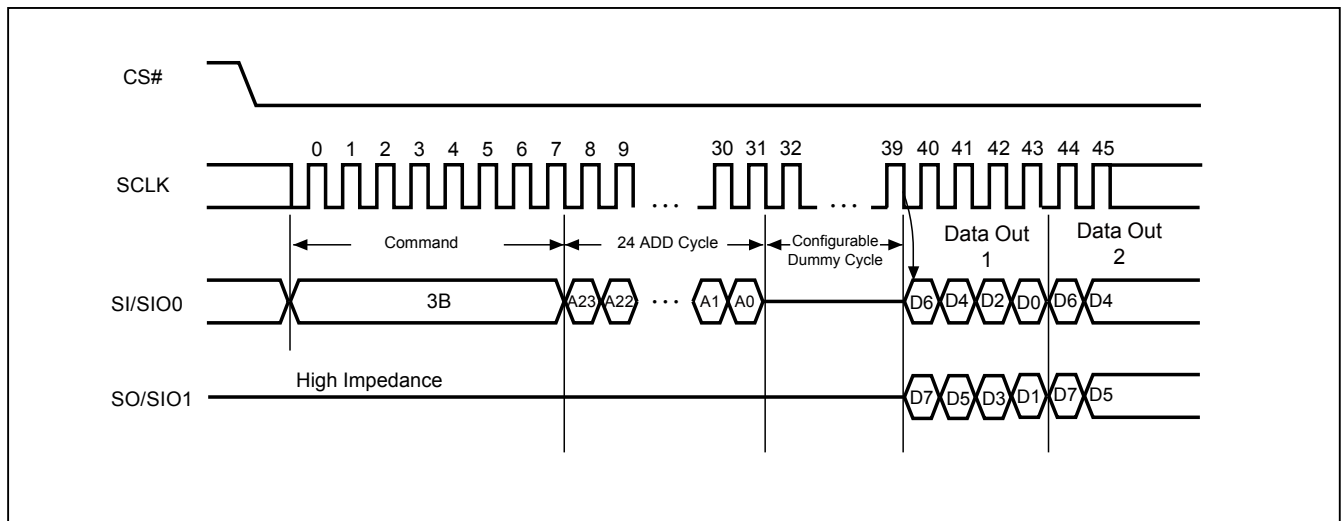 CS#
0 1 2 3 4 5 6 7 8 9 30 31 32 39 40 41 42 43 44 45
SCLK
... ...
Command 24 ADD Cycle Configurable Dummy Cycle Data Out 1 Data Out 2
SI/SIO0 3B A23 A22 ... A1 A0 D6 D4 D2 D0 D6 D4
High Impedance
SO/SIO1 D7 D5 D3 D1 D7 D5